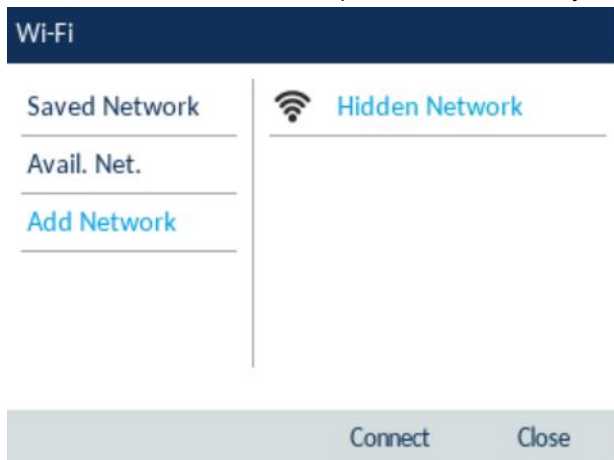 Wi-Fi
Saved Network
Avail. Net.
Add Network
Hidden Network
Connect
Close